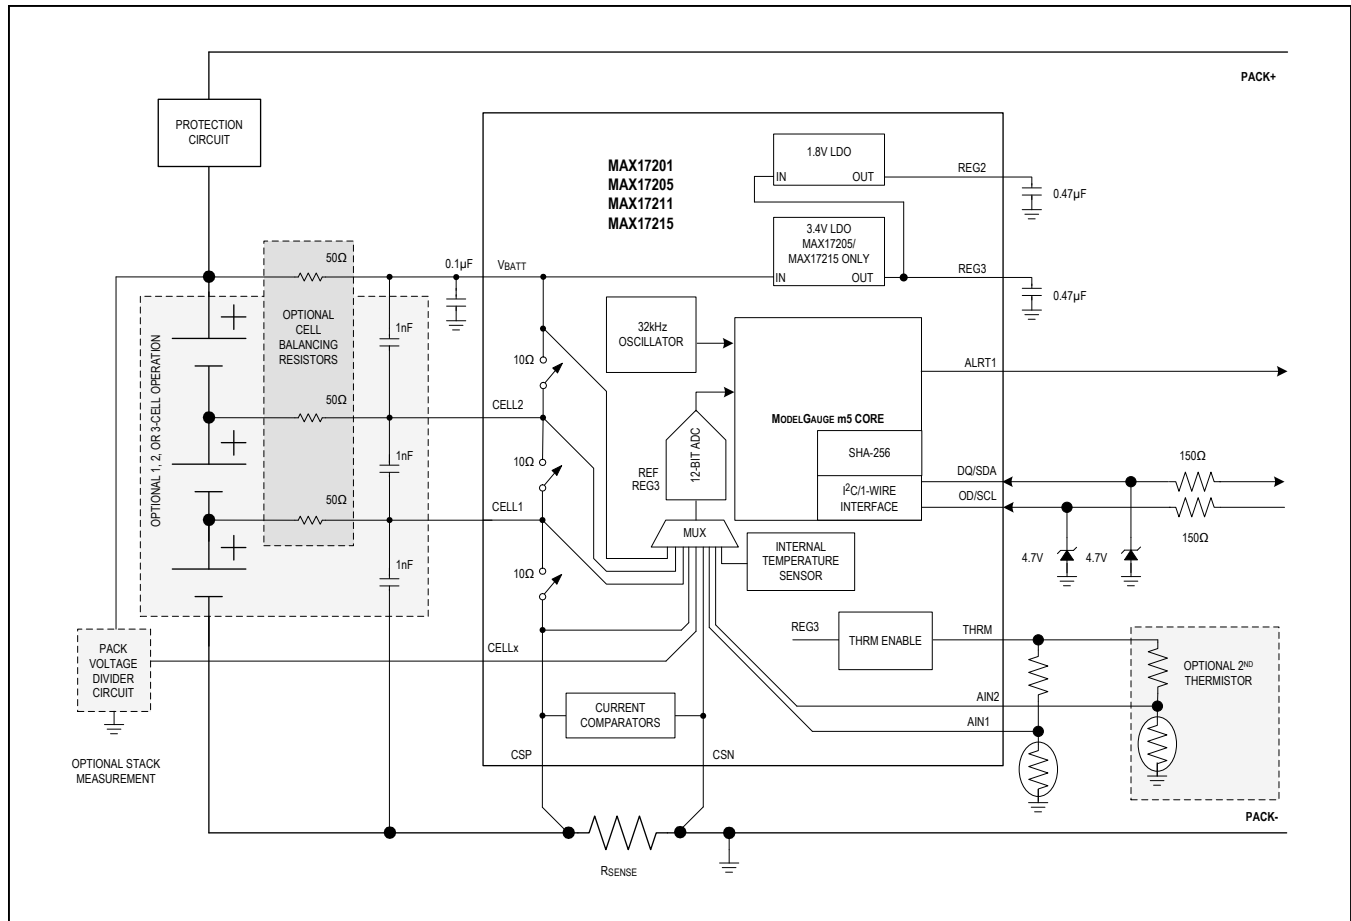 PACK+
PROTECTION
CIRCUIT
MAX17201
MAX17205
MAX17211
MAX17215
1.8V LDO
IN
OUT
REG2
0.47µF
3.4V LDO
MAX17205/
MAX17215 ONLY
IN
OUT
REG3
0.47µF
50Ω
0.1µF
VBATT
OPTIONAL 1, 2, OR 3-CELL OPERATION
OPTIONAL
CELL
BALANCING
RESISTORS
1nF
32kHz
OSCILLATOR
10Ω
ALRT1
50Ω
CELL2
MODELGAUGE m5 CORE
12-BIT ADC
SHA-256
1nF
10Ω
REF
REG3
I²C/1-WIRE
INTERFACE
DQ/SDA
OD/SCL
150Ω
150Ω
50Ω
CELL1
MUX
INTERNAL
TEMPERATURE
SENSOR
4.7V
4.7V
1nF
10Ω
REG3
THRM ENABLE
THRM
PACK
VOLTAGE
DIVIDER
CIRCUIT
CELLx
OPTIONAL 2ND
THERMISTOR
AIN2
AIN1
CURRENT
COMPARATORS
CSP
CSN
OPTIONAL STACK
MEASUREMENT
PACK-
RSENSE